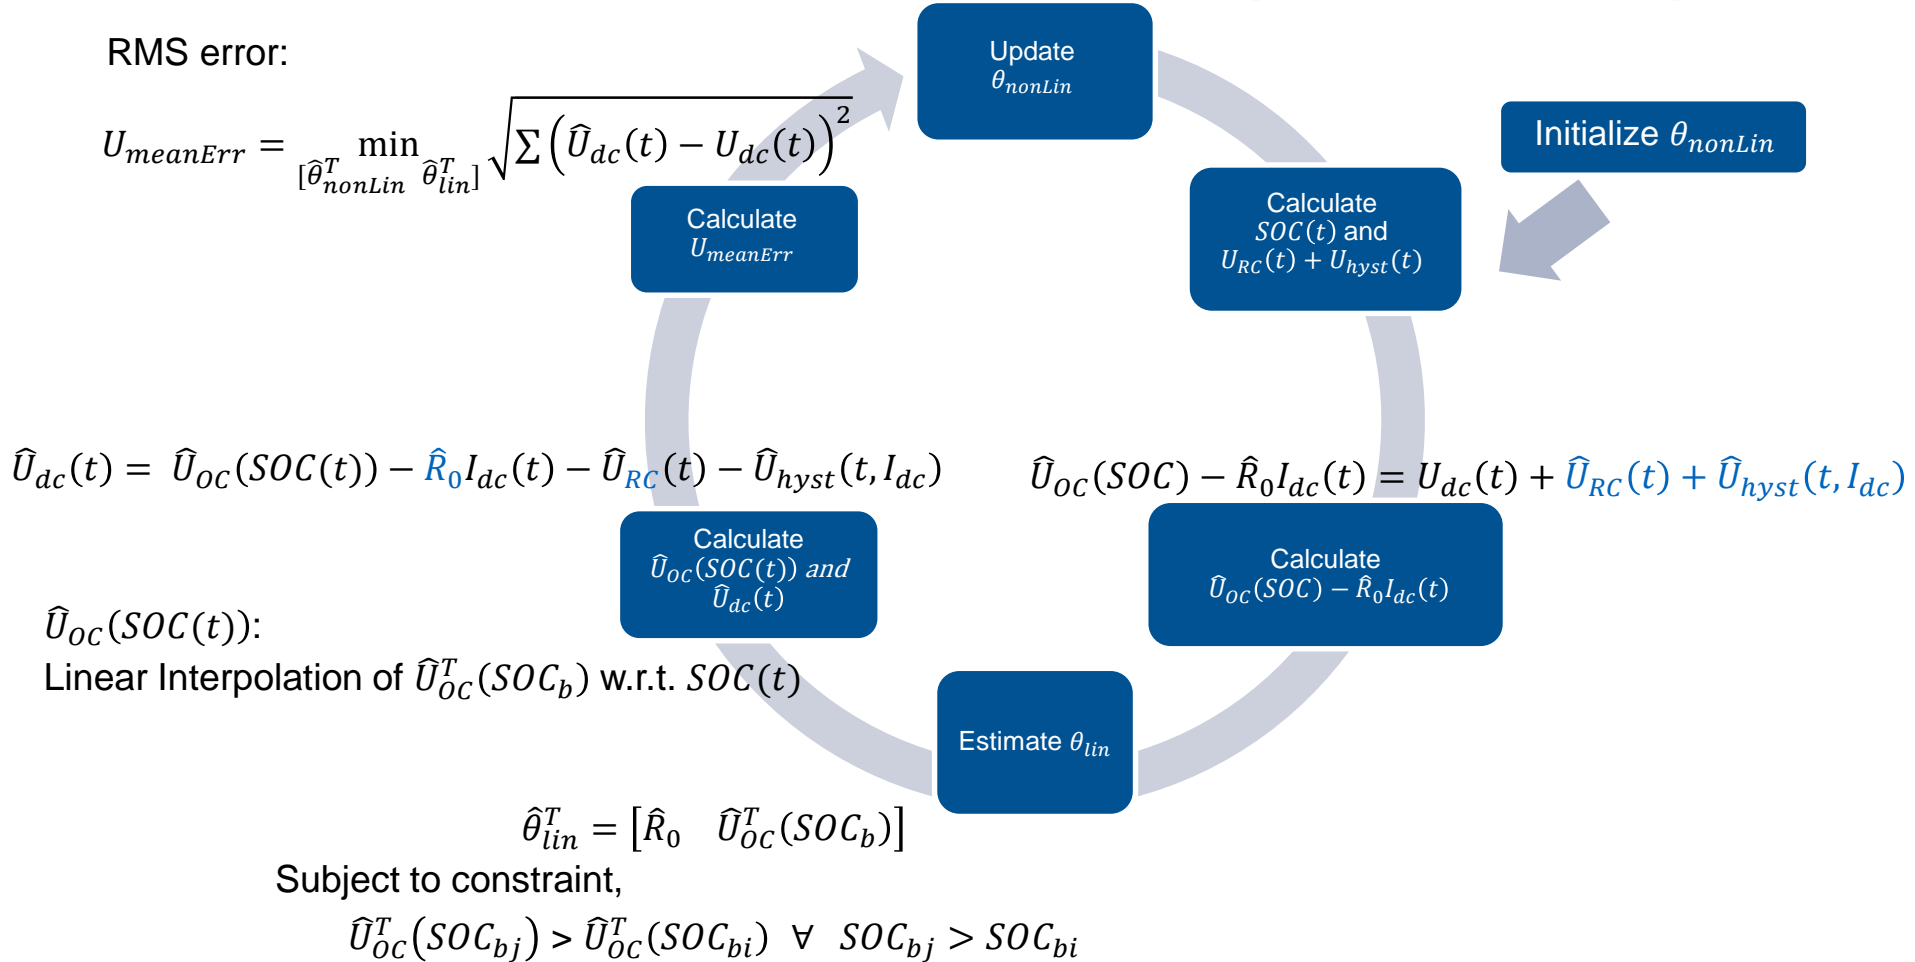 RMS error:
U_meanErr = min_{[θ̂^T_nonLin θ̂^T_lin]} √(∑(Û_dc(t) − U_dc(t))²)
Update
θ_nonLin
Initialize θ_nonLin
Calculate
SOC(t) and
U_RC(t) + U_hyst(t)
Calculate
U_meanErr
Û_dc(t) = Û_OC(SOC(t)) − R̂_0 I_dc(t) − Û_RC(t) − Û_hyst(t, I_dc)
Û_OC(SOC) − R̂_0 I_dc(t) = U_dc(t) + Û_RC(t) + Û_hyst(t, I_dc)
Calculate
Û_OC(SOC(t)) and
Û_dc(t)
Calculate
Û_OC(SOC) − R̂_0 I_dc(t)
Û_OC(SOC(t)):
Linear Interpolation of Û^T_OC(SOC_b) w.r.t. SOC(t)
Estimate θ_lin
θ̂^T_lin = [R̂_0 Û^T_OC(SOC_b)]
Subject to constraint,
Û^T_OC(SOC_bj) > Û^T_OC(SOC_bi) ∀ SOC_bj > SOC_bi